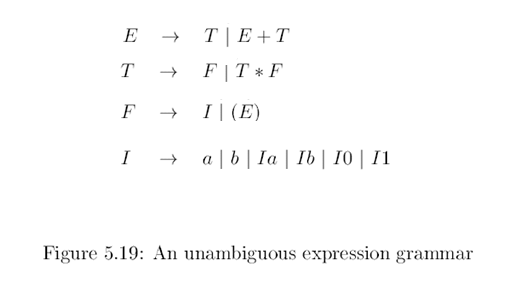 E → T | E + T
T → F | T ∗ F
F → I | (E)
I → a | b | Ia | Ib | I0 | I1
Figure 5.19: An unambiguous expression grammar